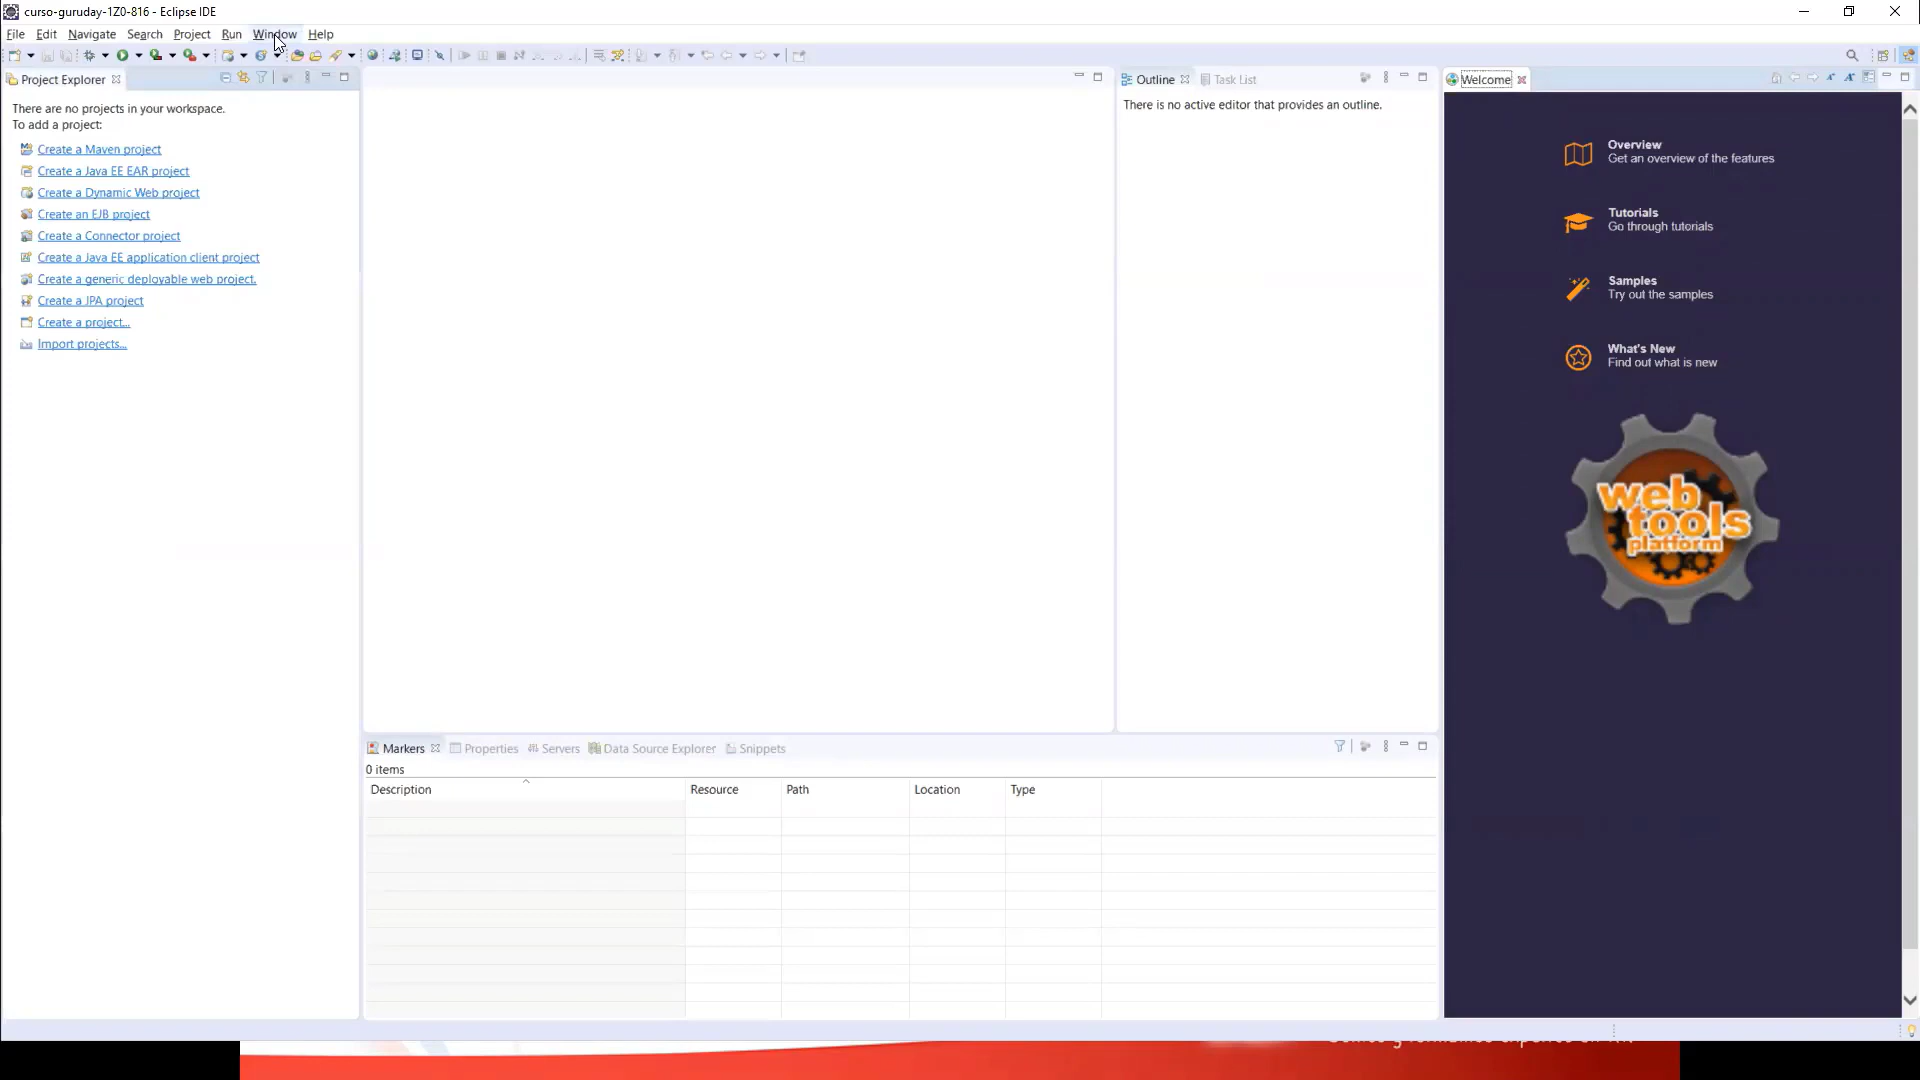 curso-guruday-1Z0-816 - Eclipse IDE
File Edit Navigate Search Project Run Window Help
Project Explorer
There are no projects in your workspace.
To add a project:
Create a Maven project
Create a Java EE EAR project
Create a Dynamic Web project
Create an EJB project
Create a Connector project
Create a Java EE application client project
Create a generic deployable web project.
Create a JPA project
Create a project...
Import projects...
Outline Task List
There is no active editor that provides an outline.
Welcome
Overview
Get an overview of the features
Tutorials
Go through tutorials
Samples
Try out the samples
What's New
Find out what is new
web
tools
platform
Markers Properties Servers Data Source Explorer Snippets
0 items
Description Resource Path Location Type